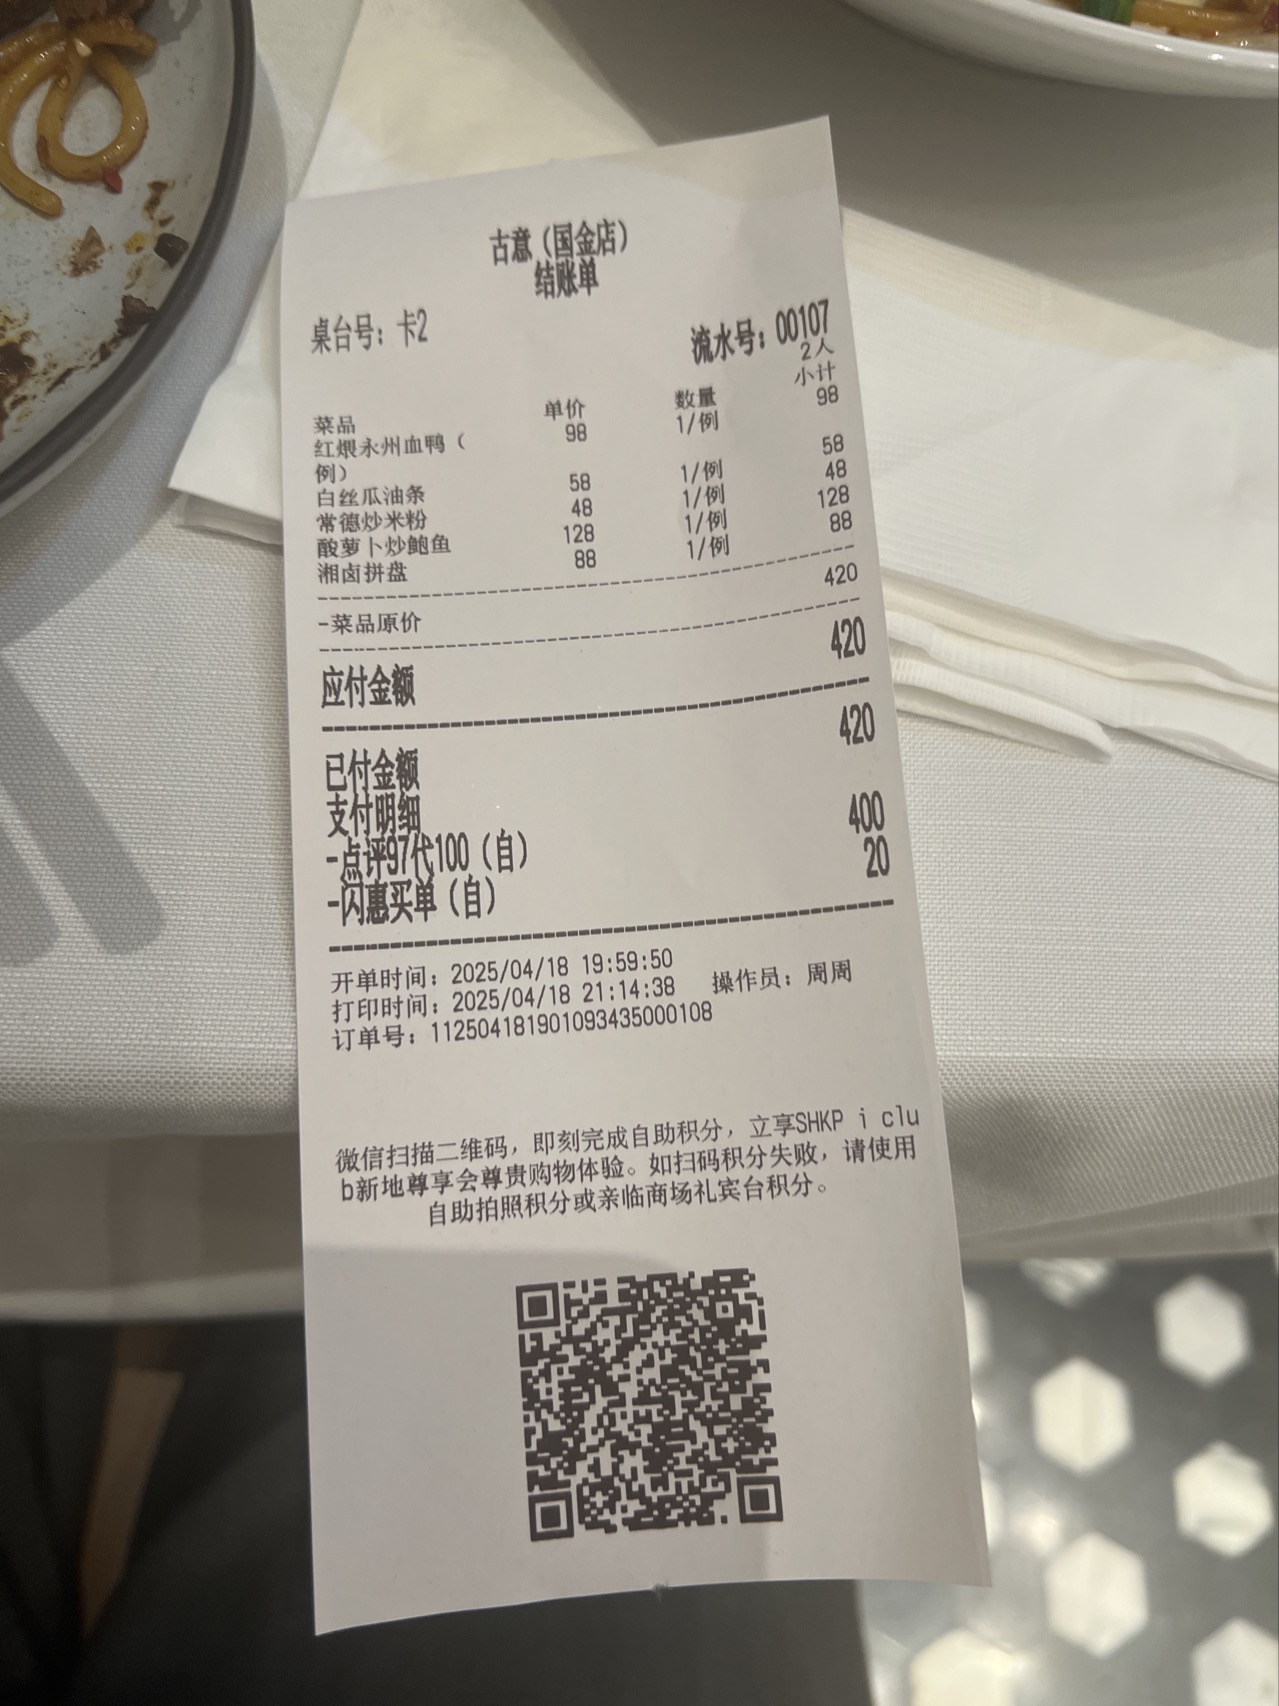 古意（国金店）
结账单
桌台号：卡2 流水号：00107
2人
菜品 单价 数量 小计
红煨永州血鸭（ 98 1/例 98
例）
白丝瓜油条 58 1/例 58
常德炒米粉 48 1/例 48
酸萝卜炒鲍鱼 128 1/例 128
湘卤拼盘 88 1/例 88
-菜品原价 420
应付金额 420
已付金额 420
支付明细
-点评97代100（自） 400
-闪惠买单（自） 20
开单时间：2025/04/18 19:59:50
打印时间：2025/04/18 21:14:38 操作员：周周
订单号：1125041819010934350001​08
微信扫描二维码，即刻完成自助积分，立享SHKP i clu
b新地尊享会尊贵购物体验。如扫码积分失败，请使用
自助拍照积分或亲临商场礼宾台积分。